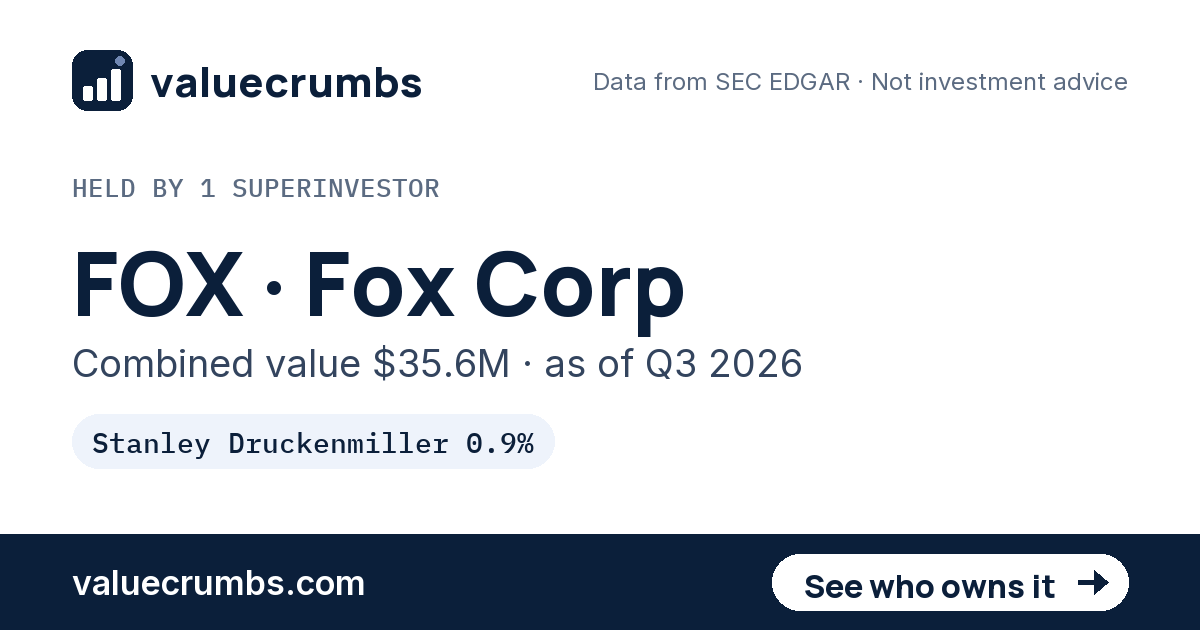 valuecrumbs
Data from SEC EDGAR · Not investment advice
HELD BY 1 SUPERINVESTOR
FOX · Fox Corp
Combined value $35.6M · as of Q3 2026
Stanley Druckenmiller 0.9%
valuecrumbs.com
See who owns it →